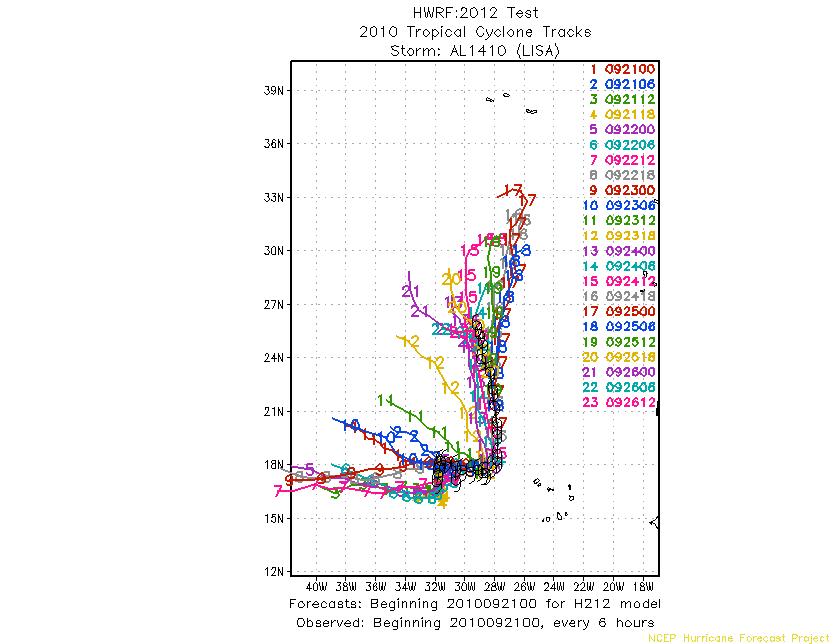 HWRF:2012 Test
2010 Tropical Cyclone Tracks
Storm: AL1410 (LISA)
1 092100
2 092106
3 092112
4 092118
5 092200
6 092206
7 092212
8 092218
9 092300
10 092306
11 092312
12 092318
13 092400
14 092406
15 092412
16 092418
17 092500
18 092506
19 092512
20 092518
21 092600
22 092606
23 092612
39N
36N
33N
30N
27N
24N
21N
18N
15N
12N
40W 38W 36W 34W 32W 30W 28W 26W 24W 22W 20W 18W
Forecasts: Beginning 2010092100 for H212 model
Observed: Beginning 2010092100, every 6 hours
NCEP Hurricane Forecast Project